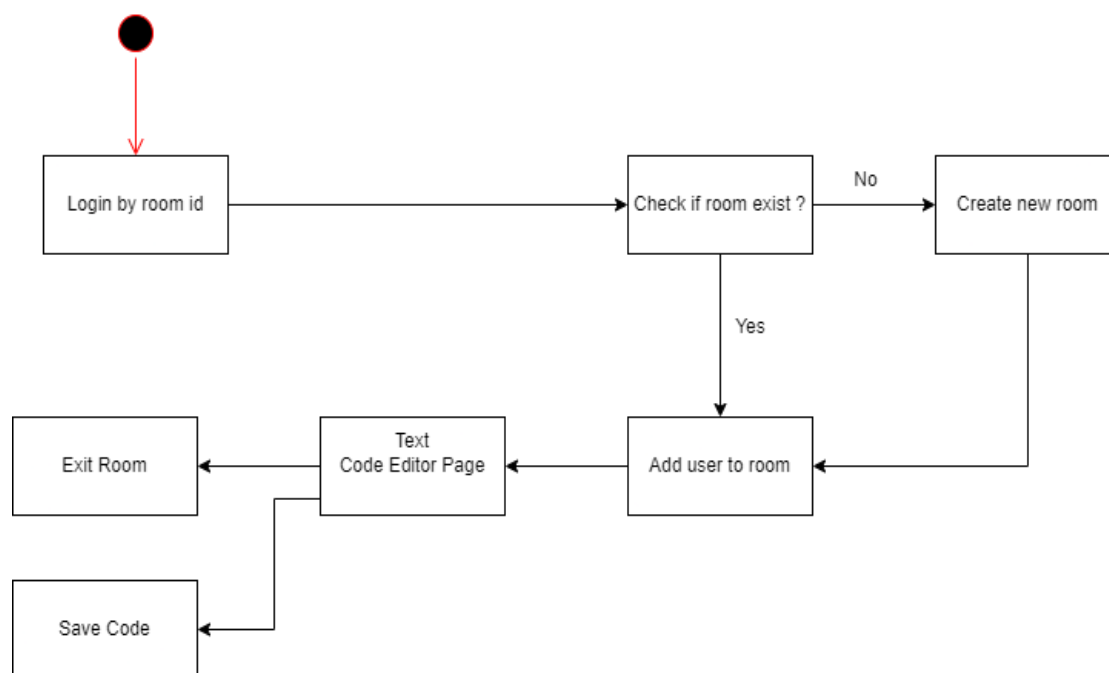 Login by room id
Check if room exist ?
No
Create new room
Yes
Exit Room
Text
Code Editor Page
Add user to room
Save Code